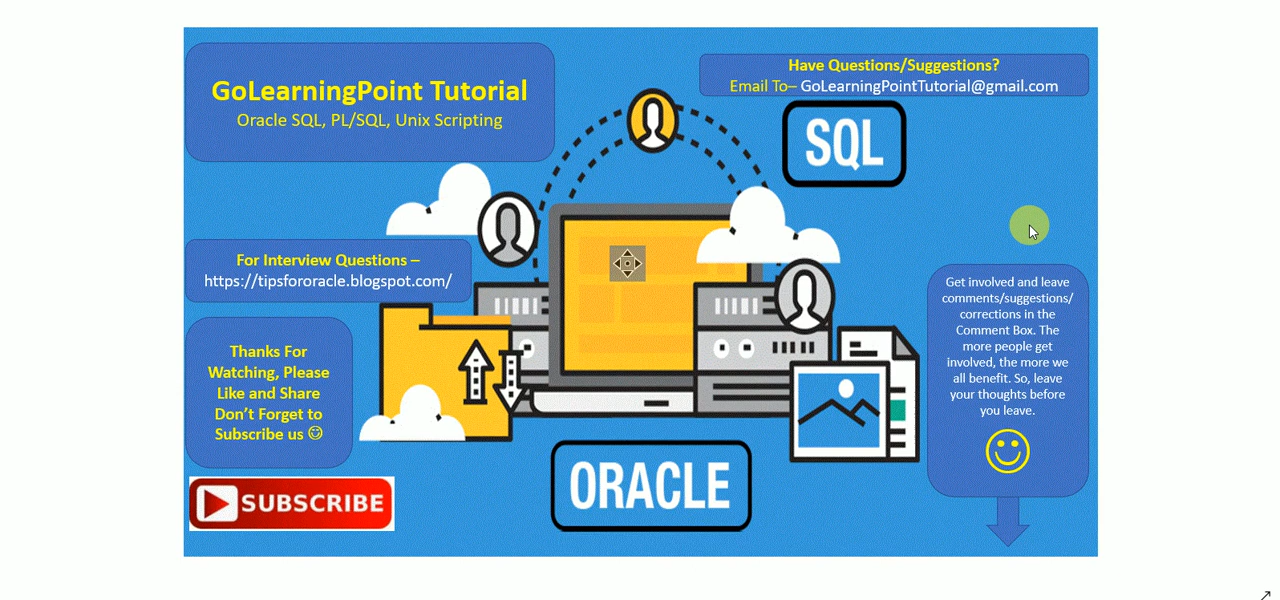 GoLearningPoint Tutorial
Oracle SQL, PL/SQL, Unix Scripting
Have Questions/Suggestions?
Email To– GoLearningPointTutorial@gmail.com
SQL
For Interview Questions –
https://tipsfororacle.blogspot.com/
Thanks For
Watching, Please
Like and Share
Don’t Forget to
Subscribe us ☺
SUBSCRIBE
ORACLE
Get involved and leave
comments/suggestions/
corrections in the
Comment Box. The
more people get
involved, the more we
all benefit. So, leave
your thoughts before
you leave.